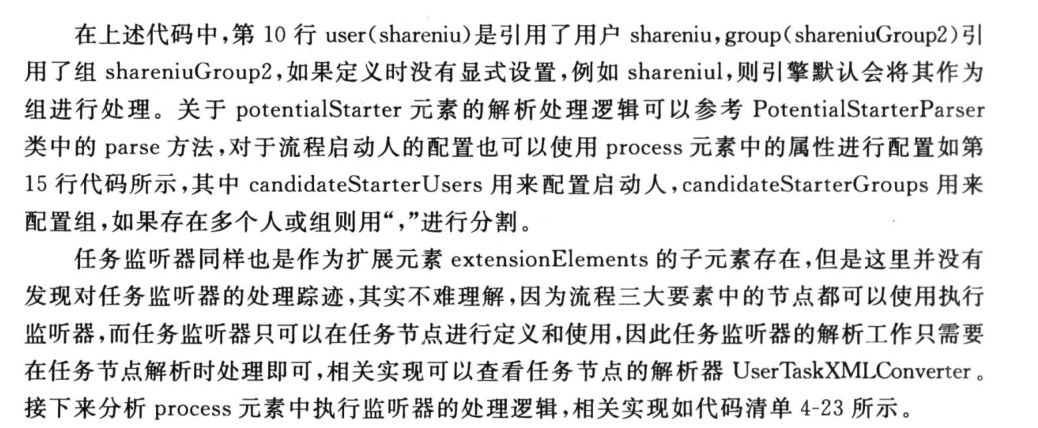 在上述代码中,第 10 行 user(shareniu)是引用了用户 shareniu,group(shareniuGroup2)引
用了组 shareniuGroup2,如果定义时没有显式设置,例如 shareniul,则引擎默认会将其作为
组进行处理。关于 potentialStarter 元素的解析处理逻辑可以参考 PotentialStarterParser
类中的 parse 方法,对于流程启动人的配置也可以使用 process 元素中的属性进行配置如第
15 行代码所示,其中 candidateStarterUsers 用来配置启动人,candidateStarterGroups 用来
配置组,如果存在多个人或组则用“,”进行分割。
任务监听器同样也是作为扩展元素 extensionElements 的子元素存在,但是这里并没有
发现对任务监听器的处理踪迹,其实不难理解,因为流程三大要素中的节点都可以使用执行
监听器,而任务监听器只可以在任务节点进行定义和使用,因此任务监听器的解析工作只需要
在任务节点解析时处理即可,相关实现可以查看任务节点的解析器 UserTaskXMLConverter。
接下来分析 process 元素中执行监听器的处理逻辑,相关实现如代码清单 4-23 所示。